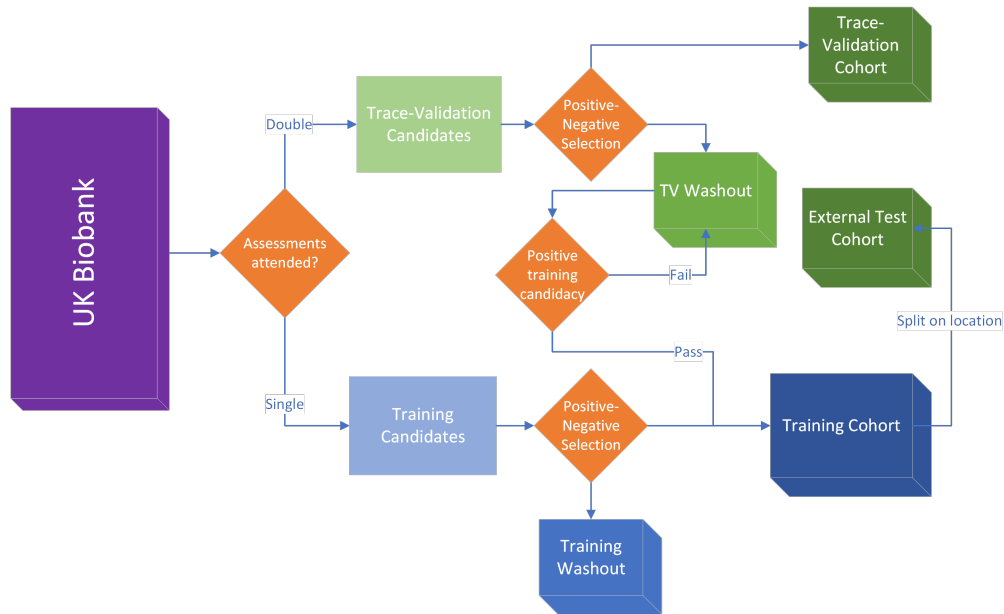 UK Biobank
Assessments
attended?
Double
Single
Trace-Validation
Candidates
Positive-
Negative
Selection
Trace-
Validation
Cohort
TV Washout
Positive
training
candidacy
Fail
Pass
External Test
Cohort
Split on location
Training
Candidates
Positive-
Negative
Selection
Training Cohort
Training
Washout